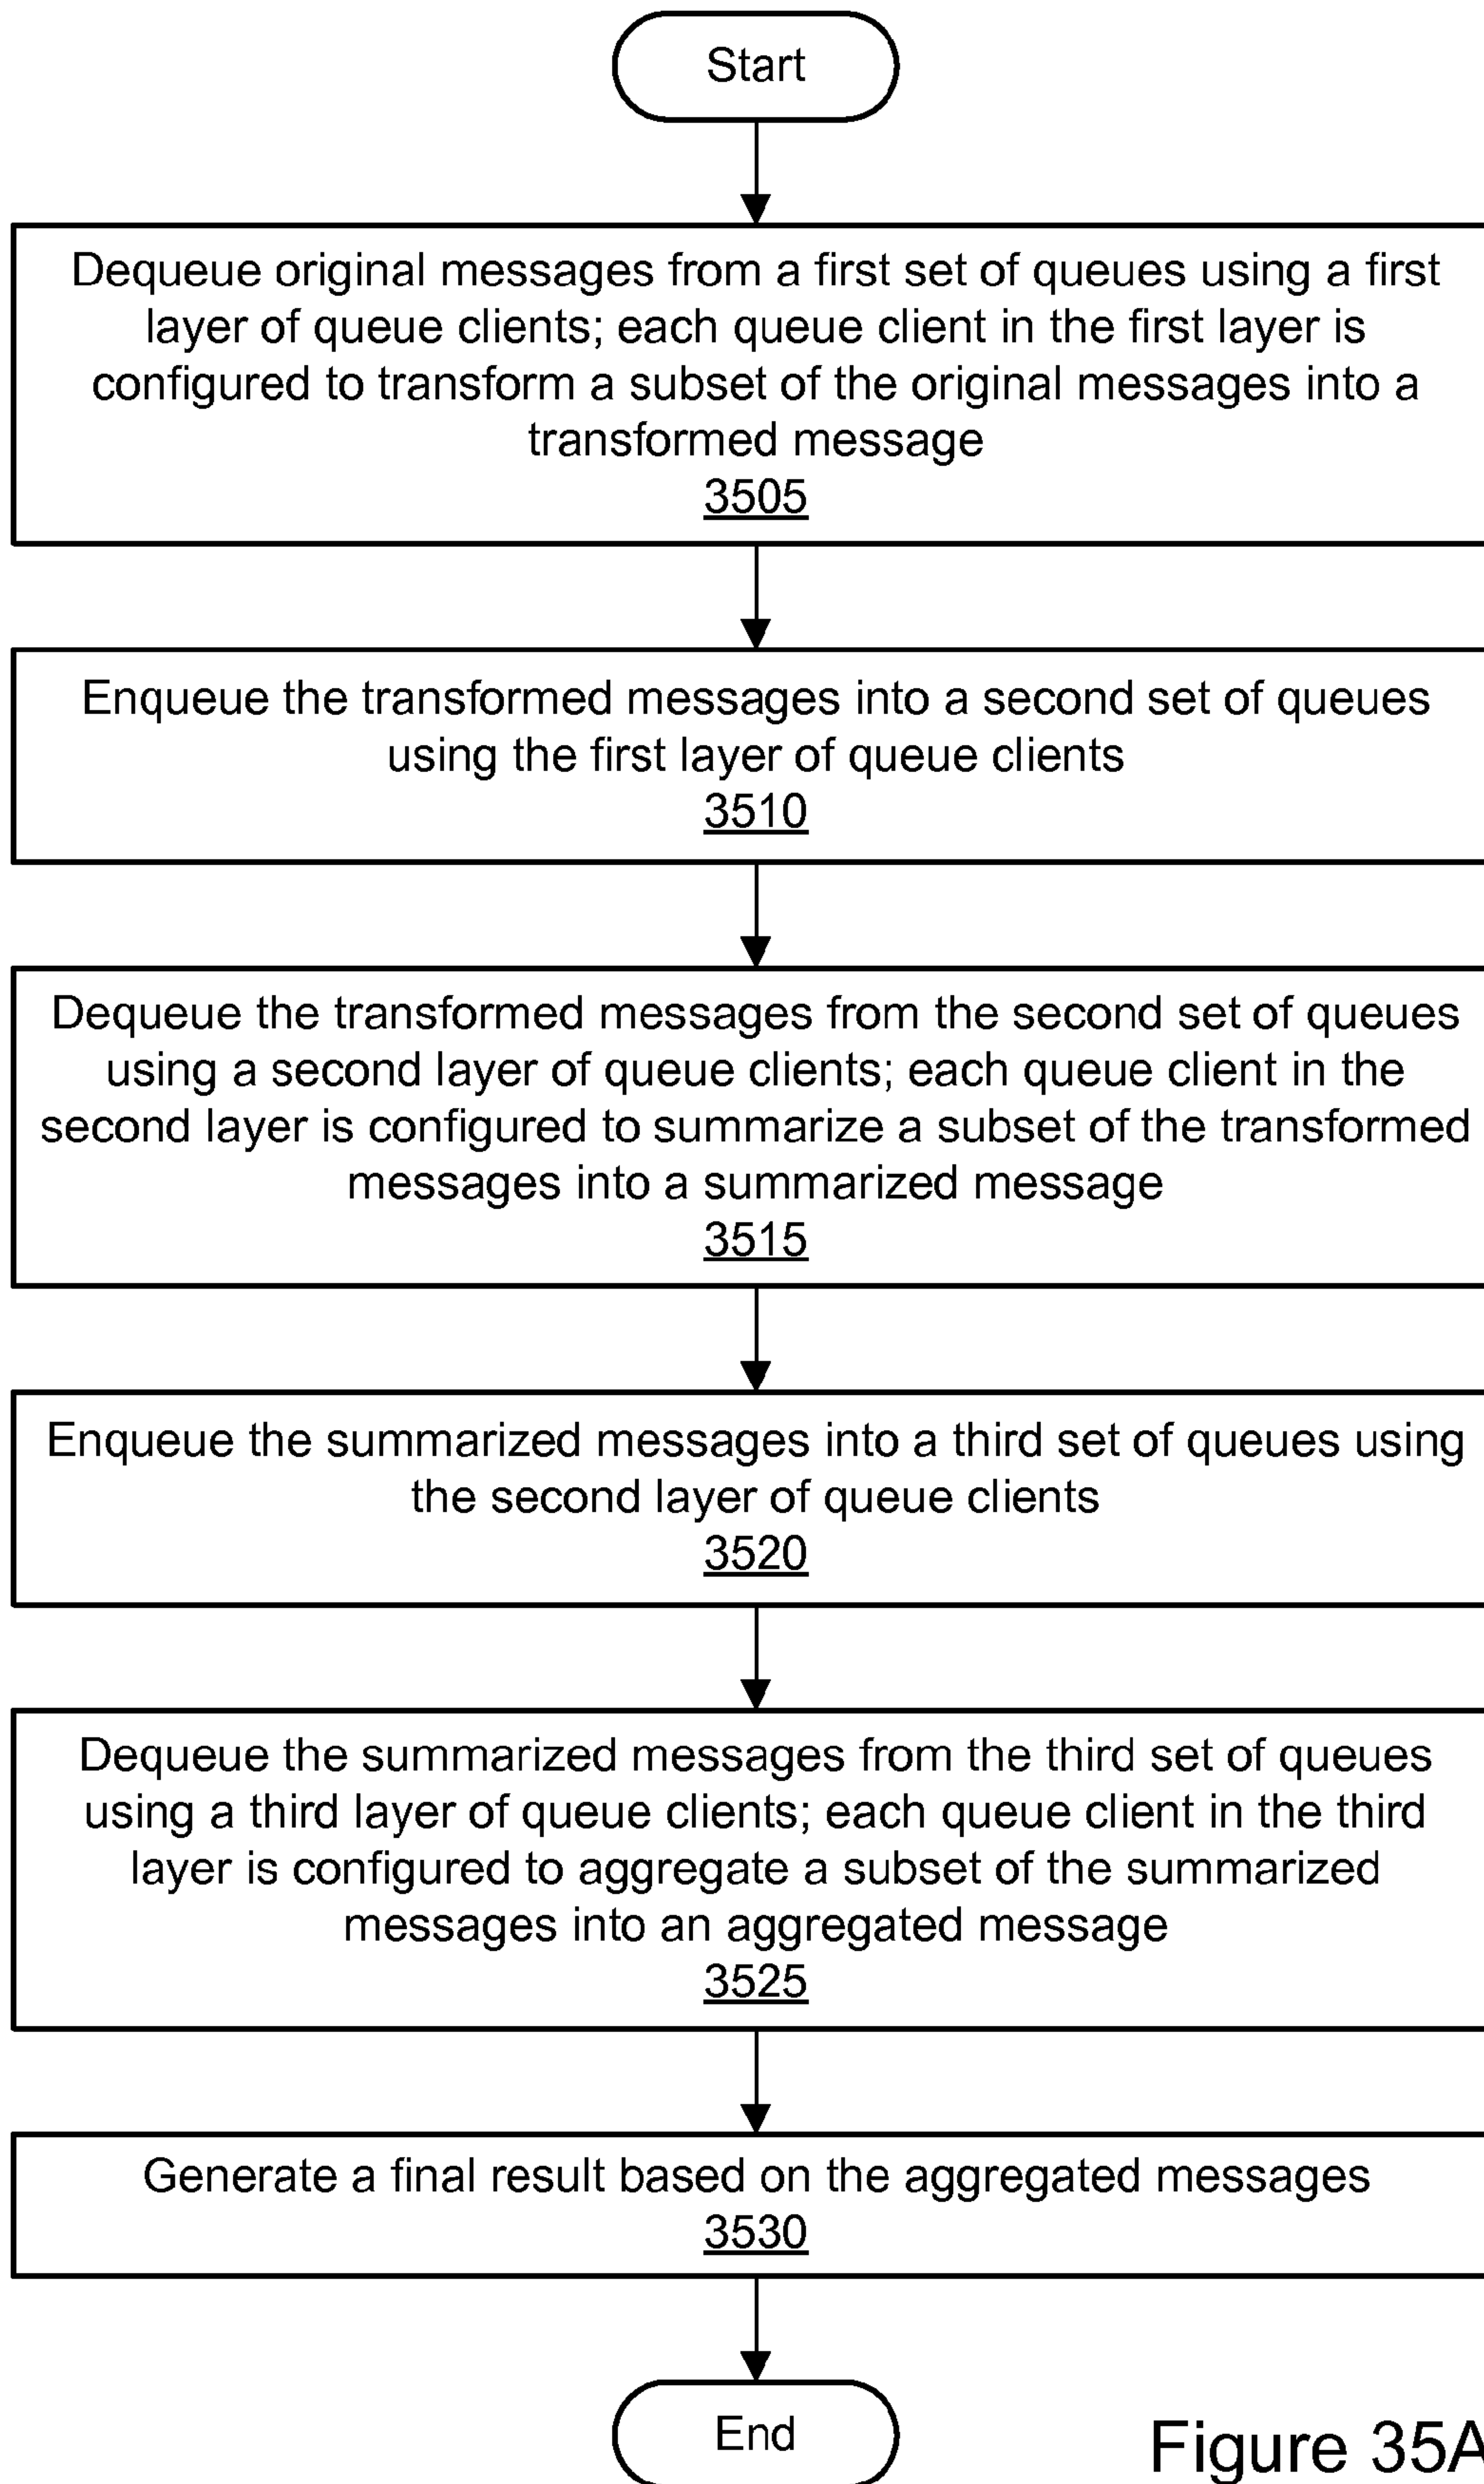 Start
Dequeue original messages from a first set of queues using a first
layer of queue clients; each queue client in the first layer is
configured to transform a subset of the original messages into a
transformed message
3505
Enqueue the transformed messages into a second set of queues
using the first layer of queue clients
3510
Dequeue the transformed messages from the second set of queues
using a second layer of queue clients; each queue client in the
second layer is configured to summarize a subset of the transformed
messages into a summarized message
3515
Enqueue the summarized messages into a third set of queues using
the second layer of queue clients
3520
Dequeue the summarized messages from the third set of queues
using a third layer of queue clients; each queue client in the third
layer is configured to aggregate a subset of the summarized
messages into an aggregated message
3525
Generate a final result based on the aggregated messages
3530
End
Figure 35A